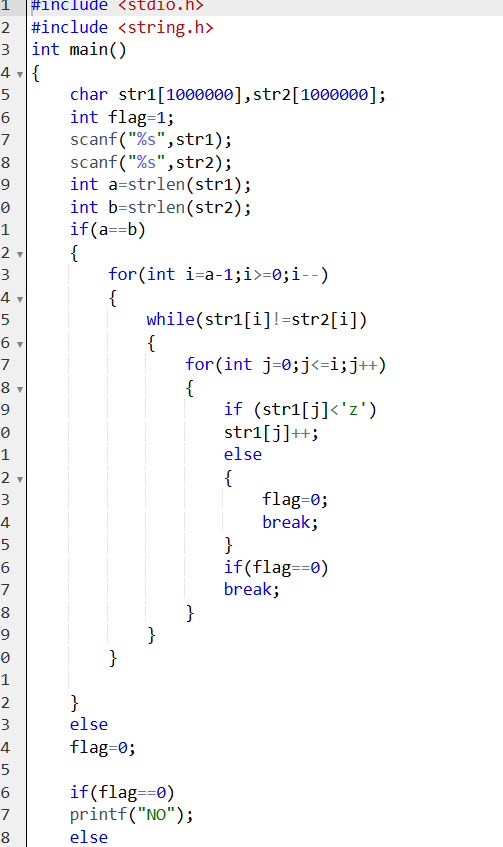 1 #include <stdio.h>
2 #include <string.h>
3 int main()
4 {
5 char str1[1000000],str2[1000000];
6 int flag=1;
7 scanf("%s",str1);
8 scanf("%s",str2);
9 int a=strlen(str1);
0 int b=strlen(str2);
1 if(a==b)
2 {
3 for(int i=a-1;i>=0;i--)
4 {
5 while(str1[i]!=str2[i])
6 {
7 for(int j=0;j<=i;j++)
8 {
9 if (str1[j]<'z')
0 str1[j]++;
1 else
2 {
3 flag=0;
4 break;
5 }
6 if(flag==0)
7 break;
8 }
9 }
0 }
1
2 }
3 else
4 flag=0;
5
6 if(flag==0)
7 printf("NO");
8 else